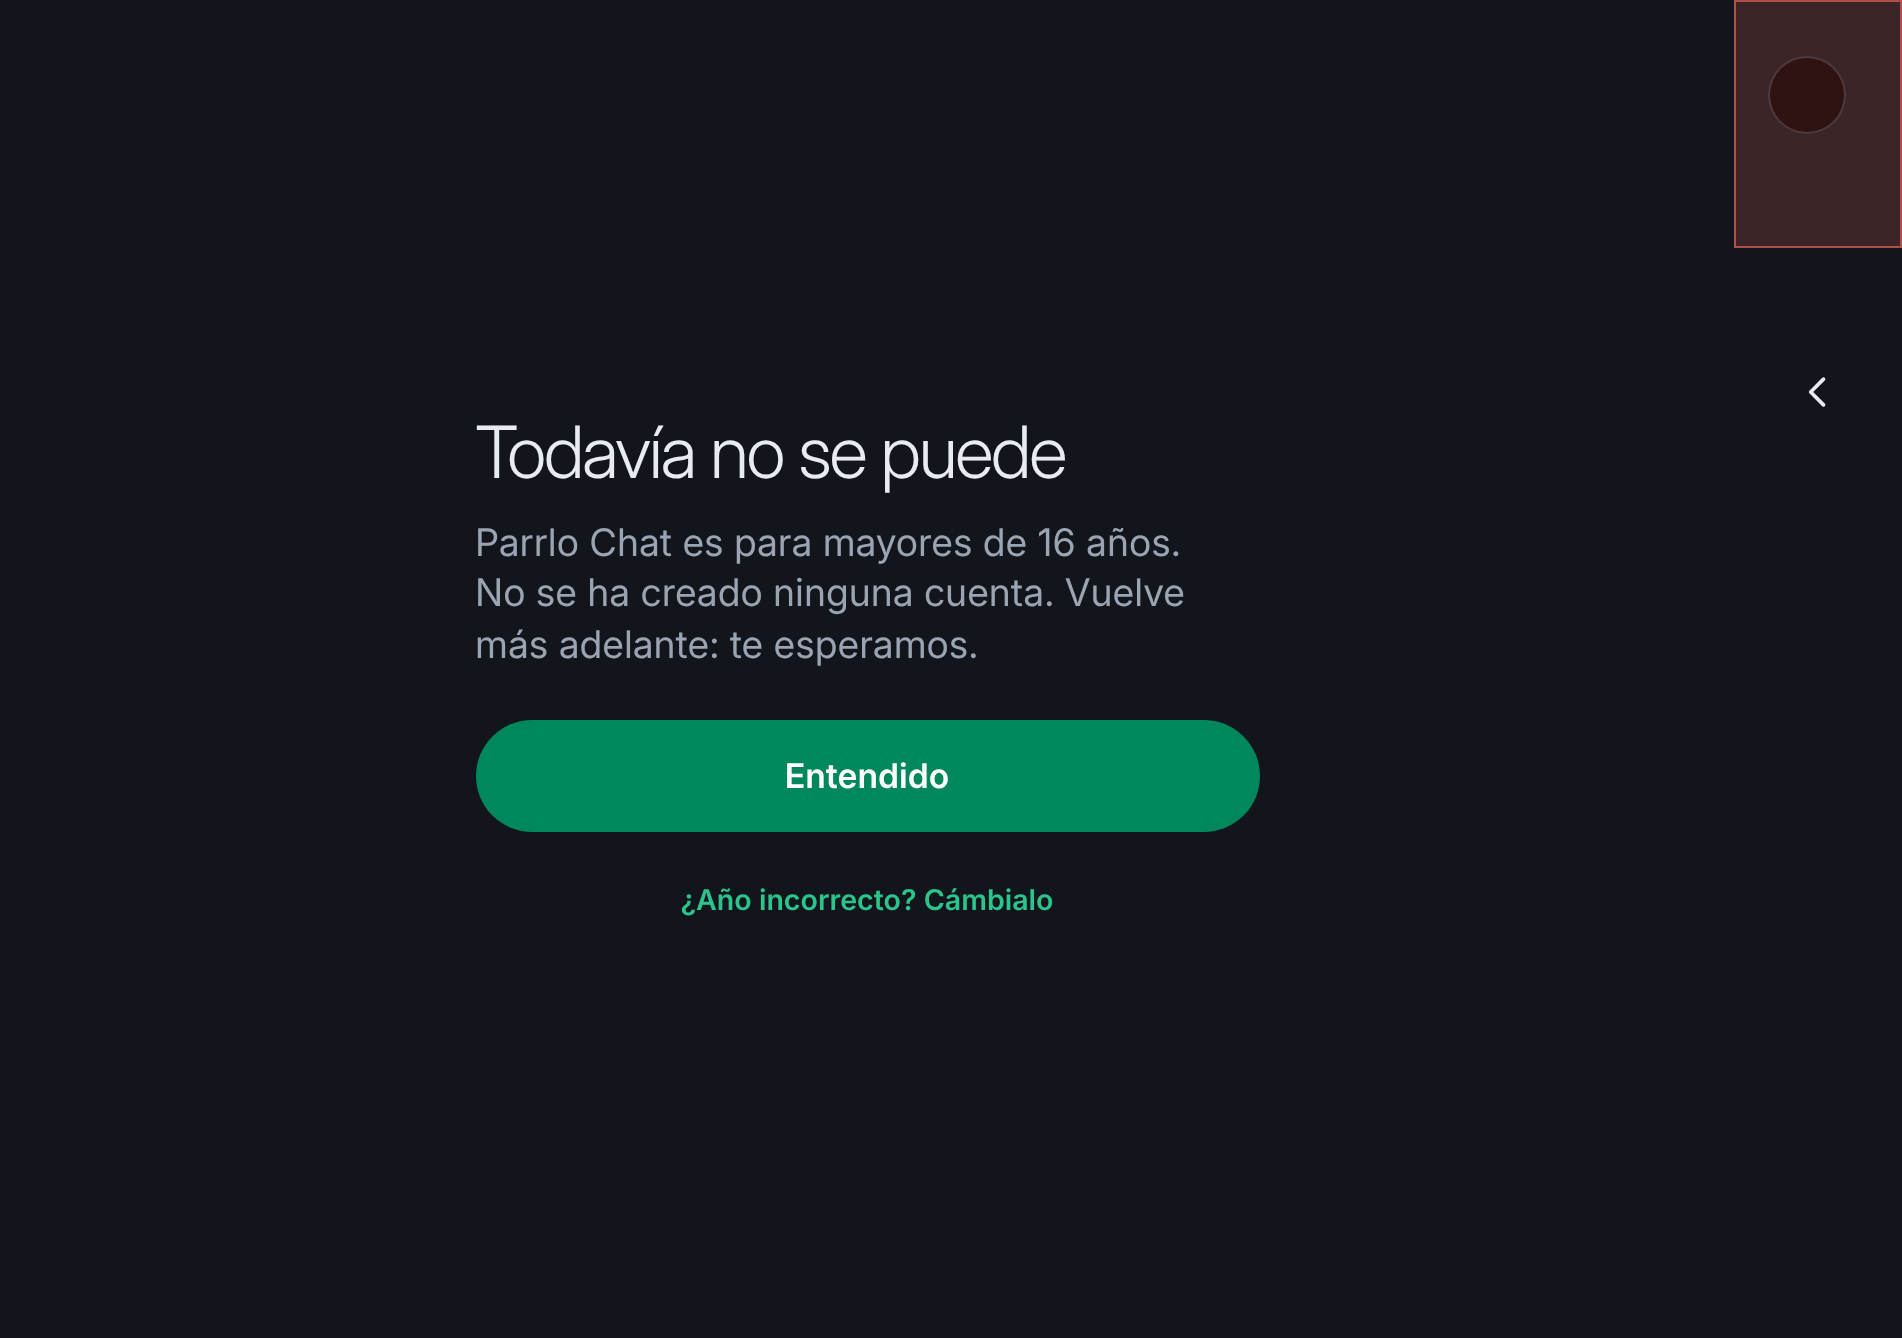 Todavía no se puede
Parrlo Chat es para mayores de 16 años.
No se ha creado ninguna cuenta. Vuelve
más adelante: te esperamos.
Entendido
¿Año incorrecto? Cámbialo